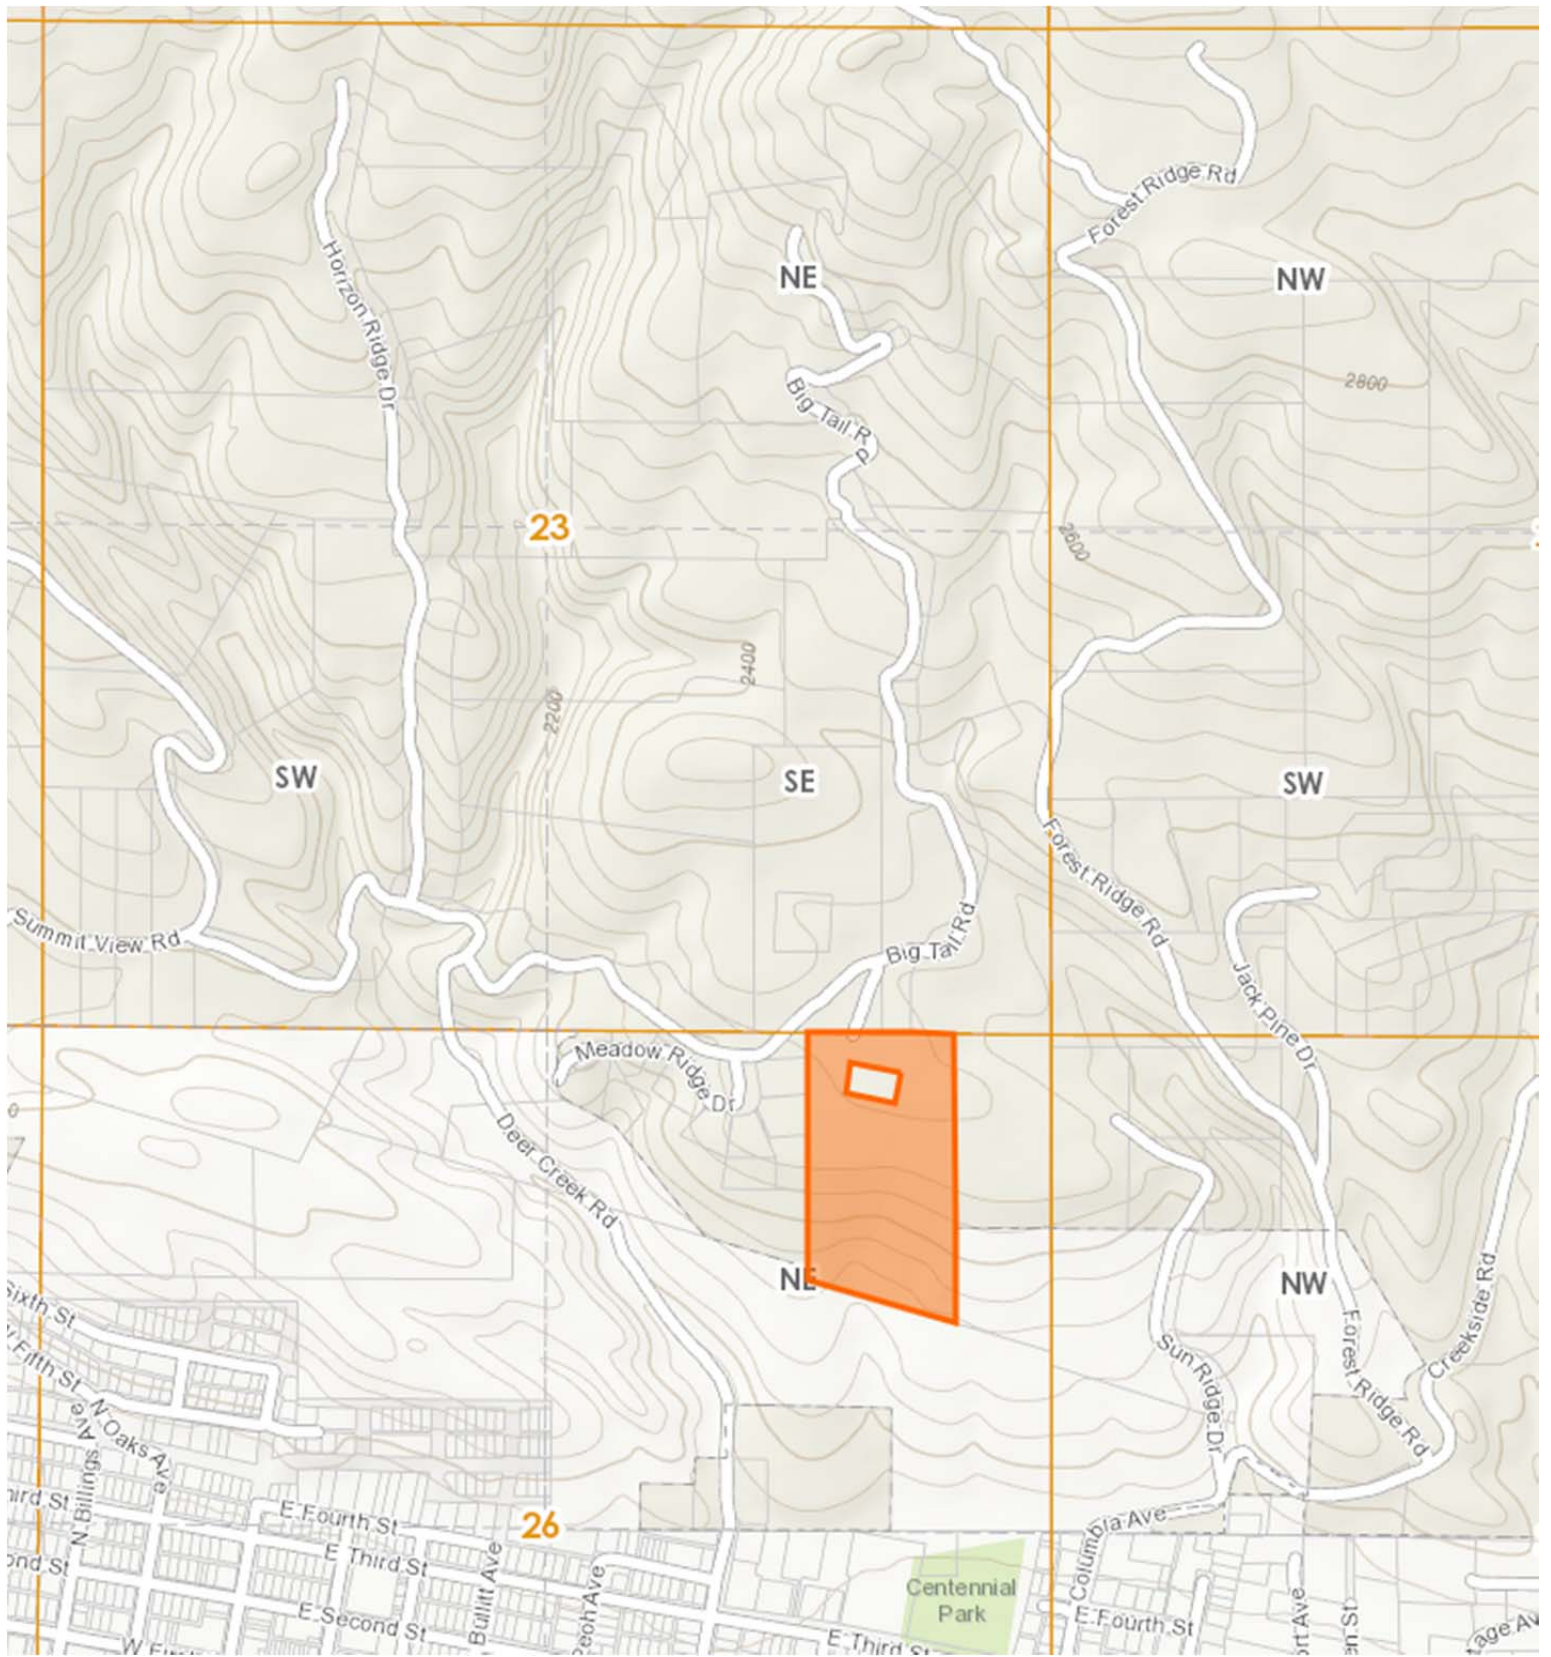 Forest Ridge Rd
NE
NW
Horizon Ridge Dr
2800
Big Tail R
d
23
2600
2400
2200
SW
SE
SW
Forest Ridge Rd
Summit View Rd
Big Tail Rd
Jack Pine Dr
Meadow Ridge Dr
0
Deer Creek Rd
NE
NW
Sixth St
Forest Ridge Rd
Creekside Rd
Sun Ridge Dr
Fifth St
N Oaks Ave
N Billings Ave
E Fourth St
26
Columbia Ave
E Third St
Centennial
Park
E Second St
Bullitt Ave
Peoh Ave
E Fourth St
E Third St